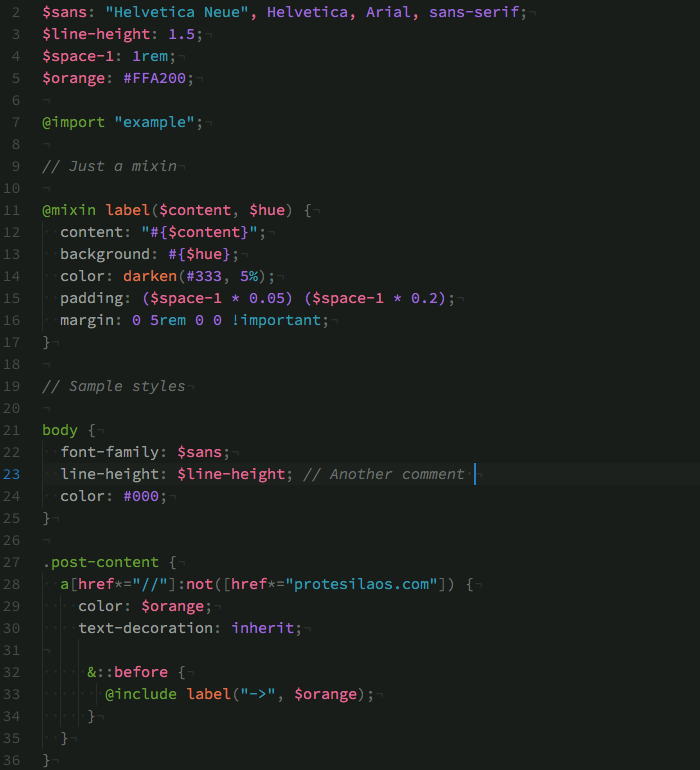 2 $sans: "Helvetica Neue", Helvetica, Arial, sans-serif;¬
3 $line-height: 1.5;¬
4 $space-1: 1rem;¬
5 $orange: #FFA200;¬
6 ¬
7 @import "example";¬
8 ¬
9 // Just a mixin¬
10 ¬
11 @mixin label($content, $hue) {¬
12   content: "#{$content}";¬
13   background: #{$hue};¬
14   color: darken(#333, 5%);¬
15   padding: ($space-1 * 0.05) ($space-1 * 0.2);¬
16   margin: 0 5rem 0 0 !important;¬
17 }¬
18 ¬
19 // Sample styles¬
20 ¬
21 body {¬
22   font-family: $sans;¬
23   line-height: $line-height; // Another comment ¬
24   color: #000;¬
25 }¬
26 ¬
27 .post-content {¬
28   a[href*="//"]:not([href*="protesilaos.com"]) {¬
29     color: $orange;¬
30     text-decoration: inherit;¬
31 ¬
32      &::before {¬
33        @include label("->", $orange);¬
34      }¬
35   }¬
36 }¬